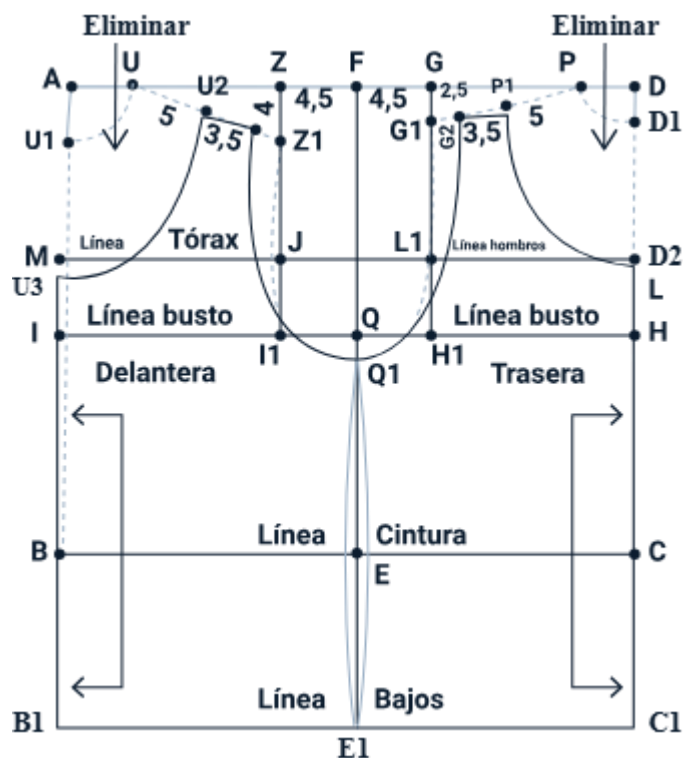 Eliminar Eliminar
A U U2 Z F G P1 P D
4,5 4,5 2,5
5 3,5 4 G1 G2 3,5 5
U1 Z1 D1
M Línea Tórax J L1 Línea hombros D2
U3 L
I Línea busto Q Línea busto H
I1 H1
Delantera Q1 Trasera
B Línea Cintura C
E
Línea Bajos
B1 C1
E1